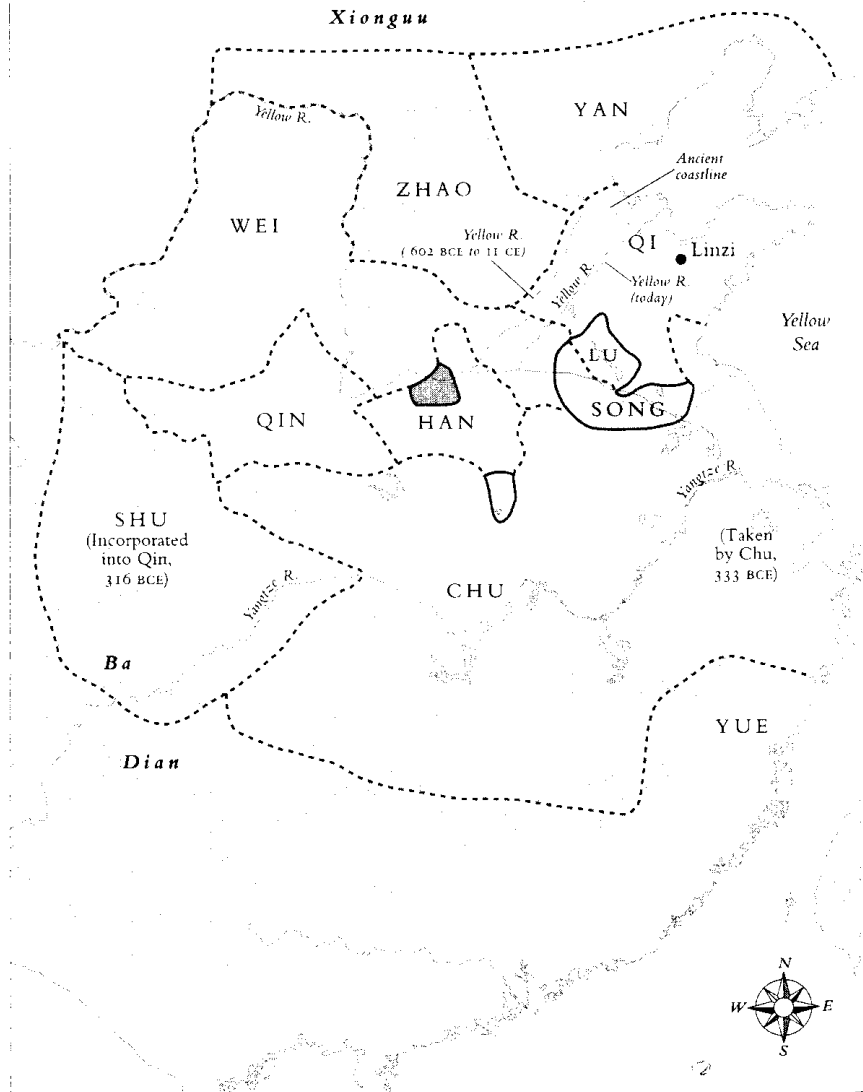 Xionguu
YAN
Yellow R.
Ancient
coastline
ZHAO
WEI
Yellow R.
(602 BCE to 11 CE)
QI
Linzi
Yellow R.
Yellow R.
(today)
Yellow
Sea
LU
SONG
QIN
HAN
Yangtze R.
SHU
(Incorporated
into Qin,
316 BCE)
(Taken
by Chu,
333 BCE)
Yangtze R.
CHU
Ba
YUE
Dian
N
W
E
S